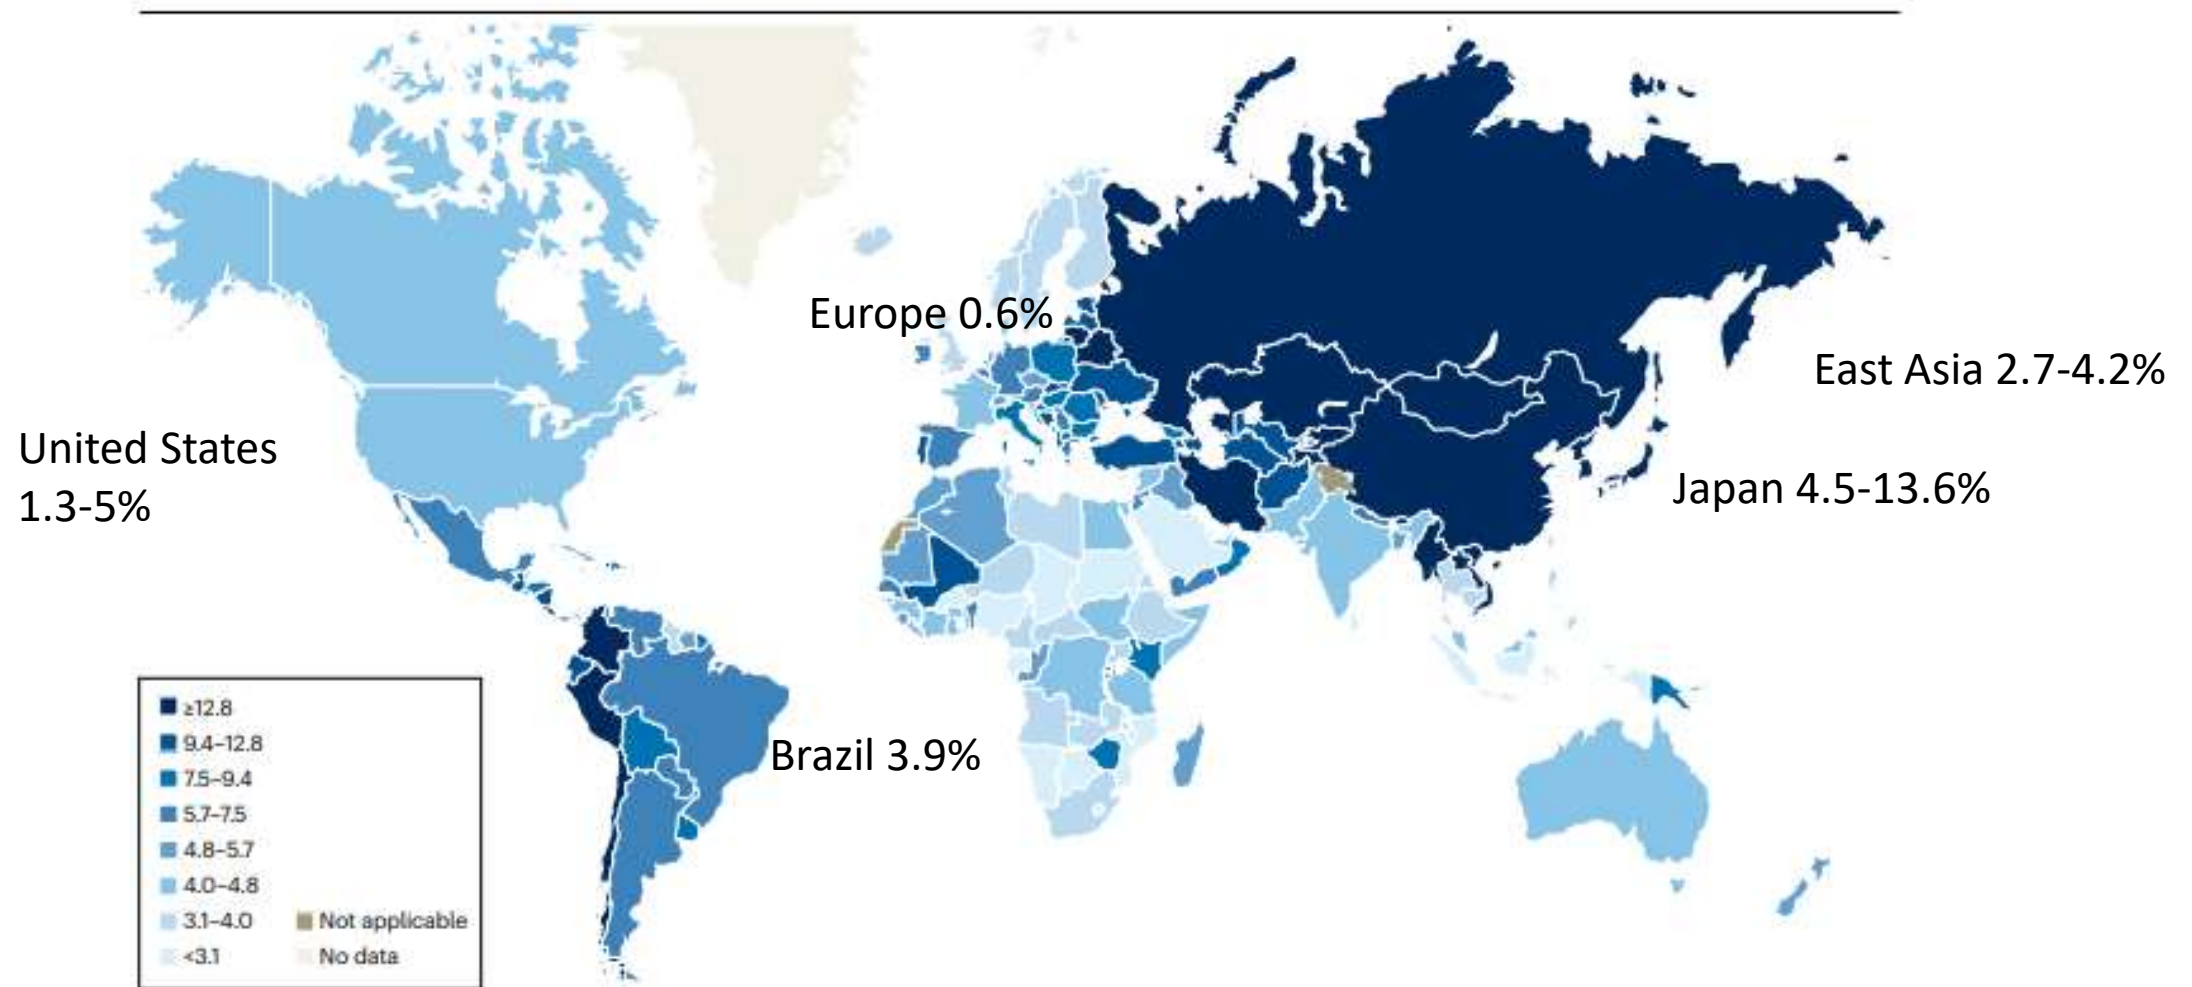 Europe 0.6%
East Asia 2.7-4.2%
United States
1.3-5%
Japan 4.5-13.6%
Brazil 3.9%
≥12.8
9.4–12.8
7.5–9.4
5.7–7.5
4.8–5.7
4.0–4.8
3.1–4.0
<3.1
Not applicable
No data